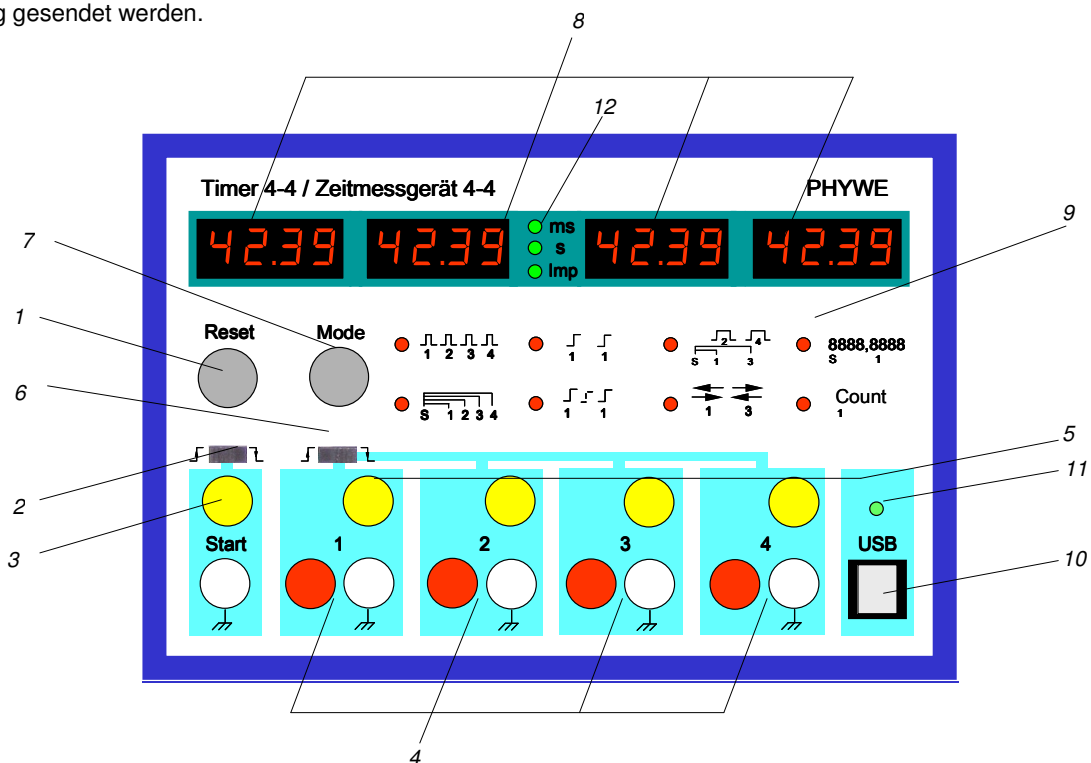 g gesendet werden.
8
12
Timer 4-4 / Zeitmessgerät 4-4 PHYWE
42.39 42.39 ms 42.39 42.39
s
Imp
7
9
1
Reset Mode
1 2 3 4
1 1
2 4
S 1 3
8888,8888
S 1
6
S 1 2 3 4
1 1
1 3
Count
1
5
11
2
3
Start 1 2 3 4 USB
10
4